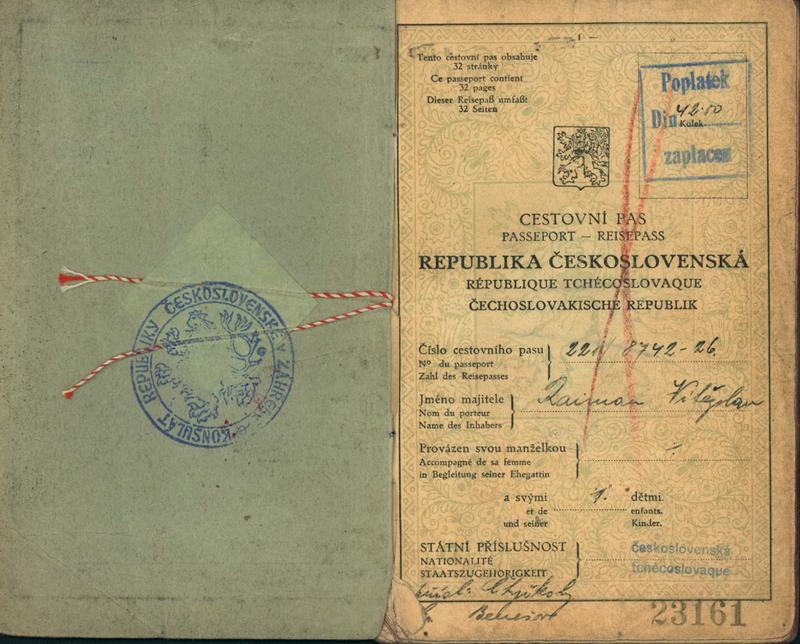 KONSULÁT REPUBLIKY ČESKOSLOVENSKÉ V ZÁHŘEBĚ
Tento cestovní pas obsahuje
32 stránky
Ce passeport contient
32 pages
Dieser Reisepaß umfaßt
32 Seiten
Poplatek
Din 42.50
Kolek
zaplacen
CESTOVNÍ PAS
PASSEPORT – REISEPASS
REPUBLIKA ČESKOSLOVENSKÁ
RÉPUBLIQUE TCHÉCOSLOVAQUE
ČECHOSLOVAKISCHE REPUBLIK
Číslo cestovního pasu
No du passeport
Zahl des Reisepasses
8742-26
Jméno majitele
Nom du porteur
Name des Inhabers
Raiman Vítězslav
Provázen svou manželkou
Accompagné de sa femme
in Begleitung seiner Ehegattin
a svými dětmi.
et de enfants.
und seiner Kinder.
STÁTNÍ PŘÍSLUŠNOST
NATIONALITÉ
STAATSZUGEHÖRIGKEIT
československá
tchécoslovaque
Benešov
23161